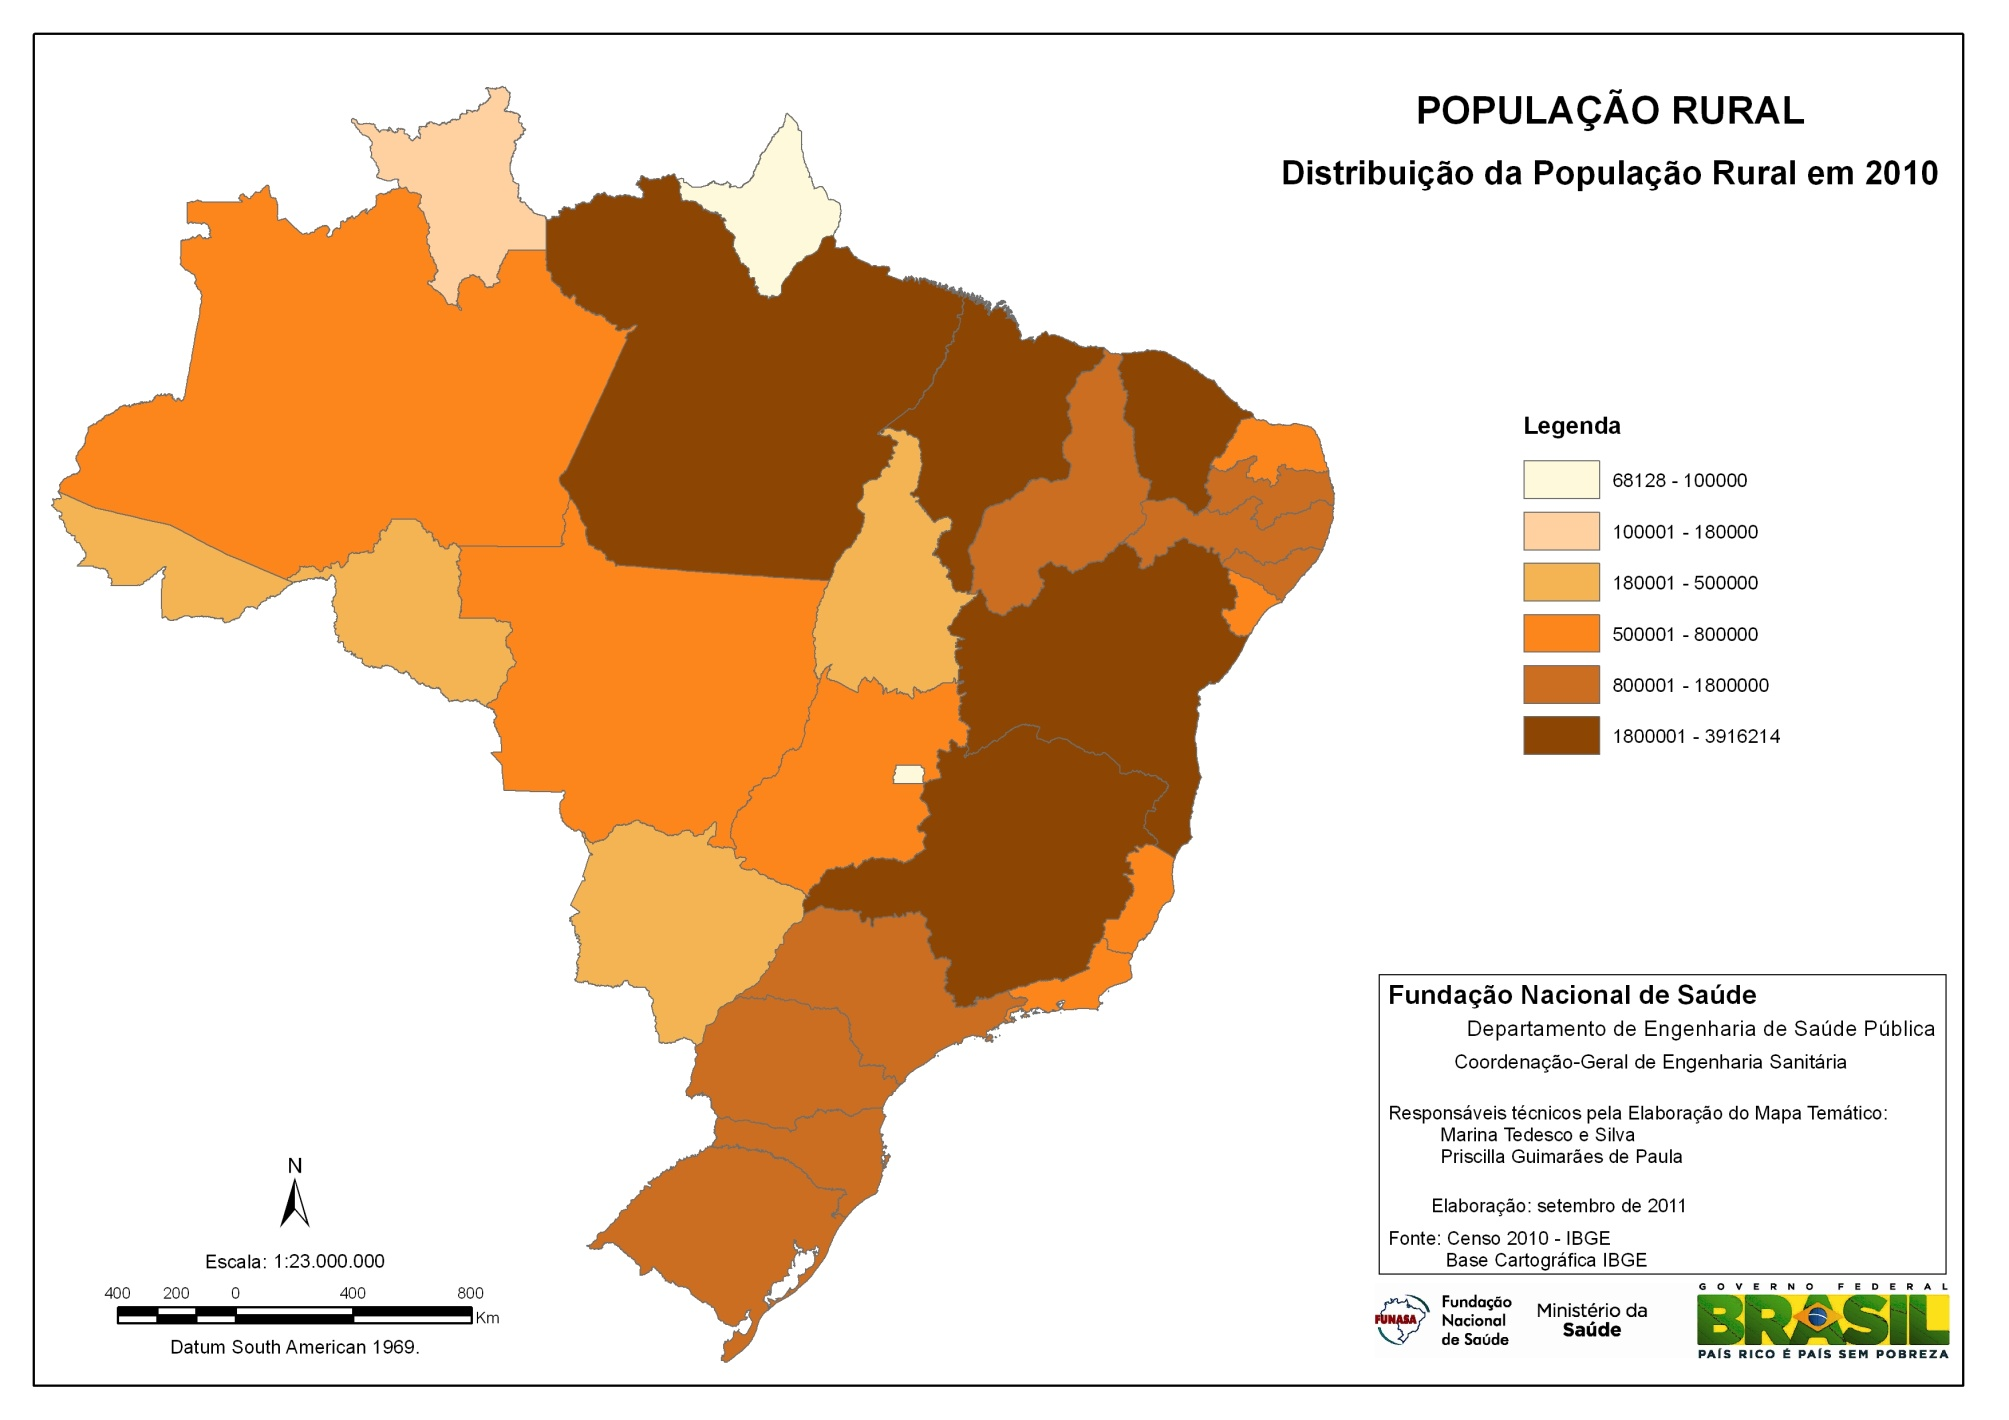 POPULAÇÃO RURAL
Distribuição da População Rural em 2010
Legenda
68128 - 100000
100001 - 180000
180001 - 500000
500001 - 800000
800001 - 1800000
1800001 - 3916214
Fundação Nacional de Saúde
Departamento de Engenharia de Saúde Pública
Coordenação-Geral de Engenharia Sanitária
Responsáveis técnicos pela Elaboração do Mapa Temático:
Marina Tedesco e Silva
Priscilla Guimarães de Paula
Elaboração: setembro de 2011
Fonte: Censo 2010 - IBGE
Base Cartográfica IBGE
N
Escala: 1:23.000.000
400 200 0 400 800
Km
Datum South American 1969.
FUNASA
Fundação
Nacional
de Saúde
Ministério da
Saúde
GOVERNO FEDERAL
BRASIL
PAÍS RICO É PAÍS SEM POBREZA